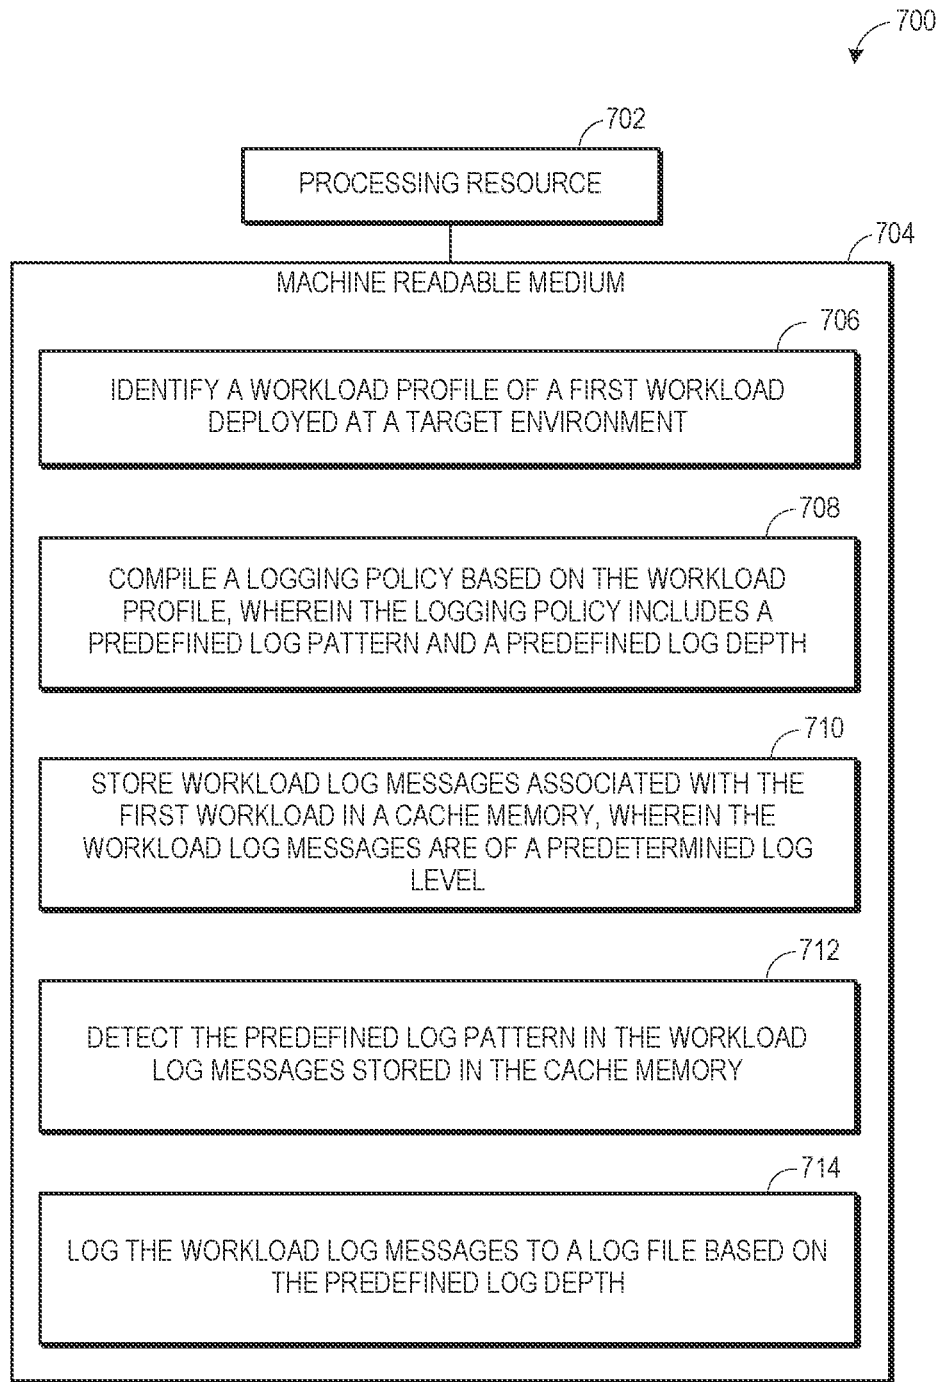 700
702
PROCESSING RESOURCE
704
MACHINE READABLE MEDIUM
706
IDENTIFY A WORKLOAD PROFILE OF A FIRST WORKLOAD
DEPLOYED AT A TARGET ENVIRONMENT
708
COMPILE A LOGGING POLICY BASED ON THE WORKLOAD
PROFILE, WHEREIN THE LOGGING POLICY INCLUDES A
PREDEFINED LOG PATTERN AND A PREDEFINED LOG DEPTH
710
STORE WORKLOAD LOG MESSAGES ASSOCIATED WITH THE
FIRST WORKLOAD IN A CACHE MEMORY, WHEREIN THE
WORKLOAD LOG MESSAGES ARE OF A PREDETERMINED LOG
LEVEL
712
DETECT THE PREDEFINED LOG PATTERN IN THE WORKLOAD
LOG MESSAGES STORED IN THE CACHE MEMORY
714
LOG THE WORKLOAD LOG MESSAGES TO A LOG FILE BASED ON
THE PREDEFINED LOG DEPTH